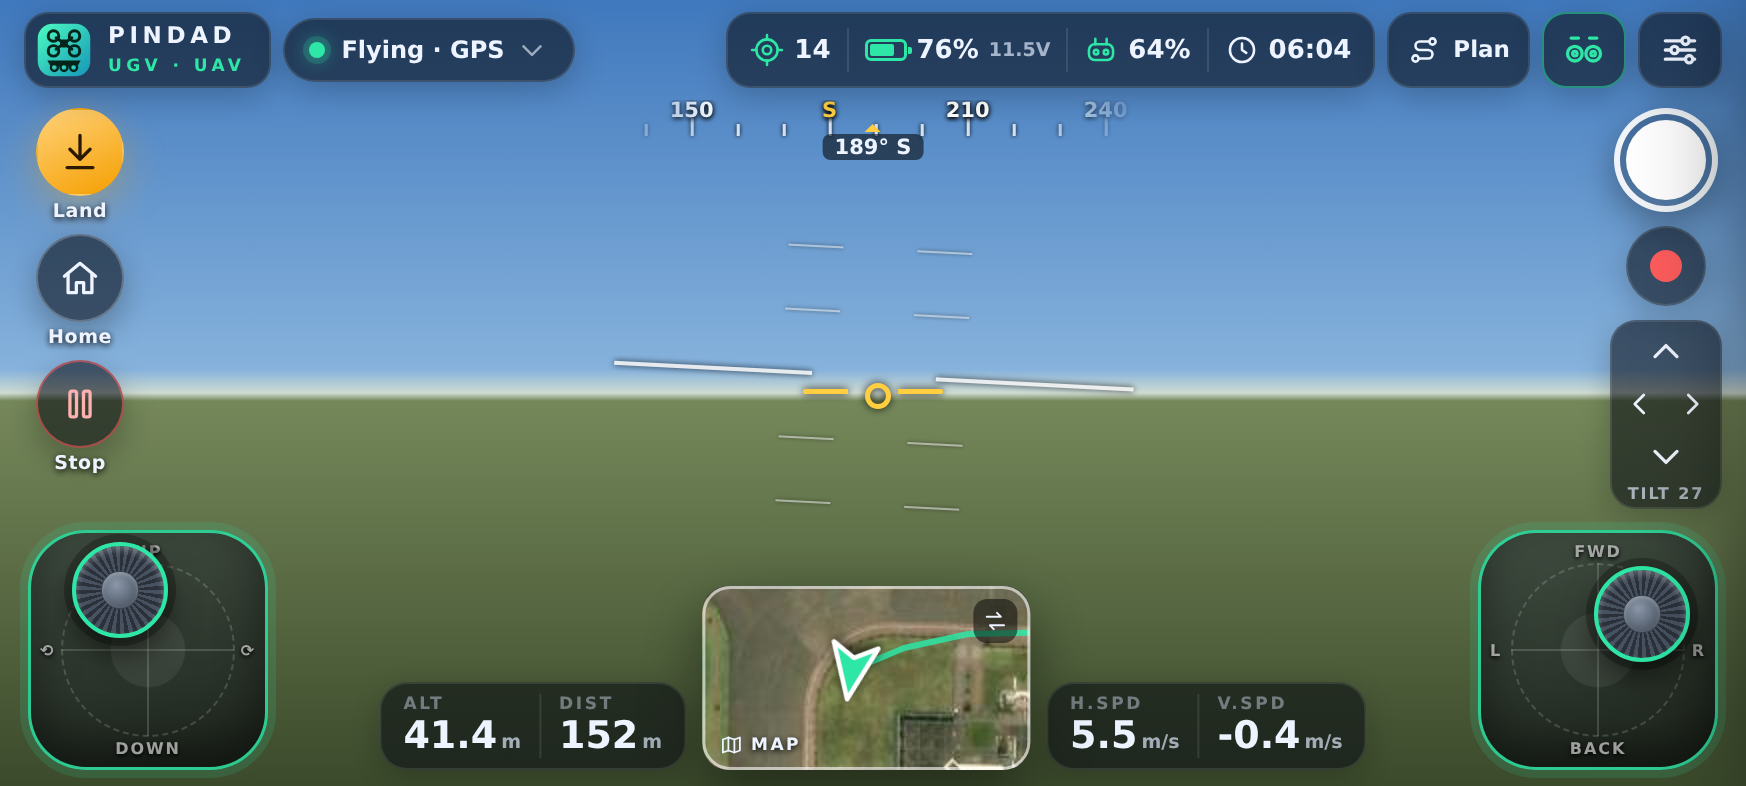 PINDAD
UGV · UAV
Flying · GPS
14
76% 11.5V
64%
06:04
Plan
150 S 210 240
189° S
Land
Home
Stop
TILT 27
DOWN
ALT
41.4 m
DIST
152 m
MAP
H.SPD
5.5 m/s
V.SPD
-0.4 m/s
FWD
L R
BACK